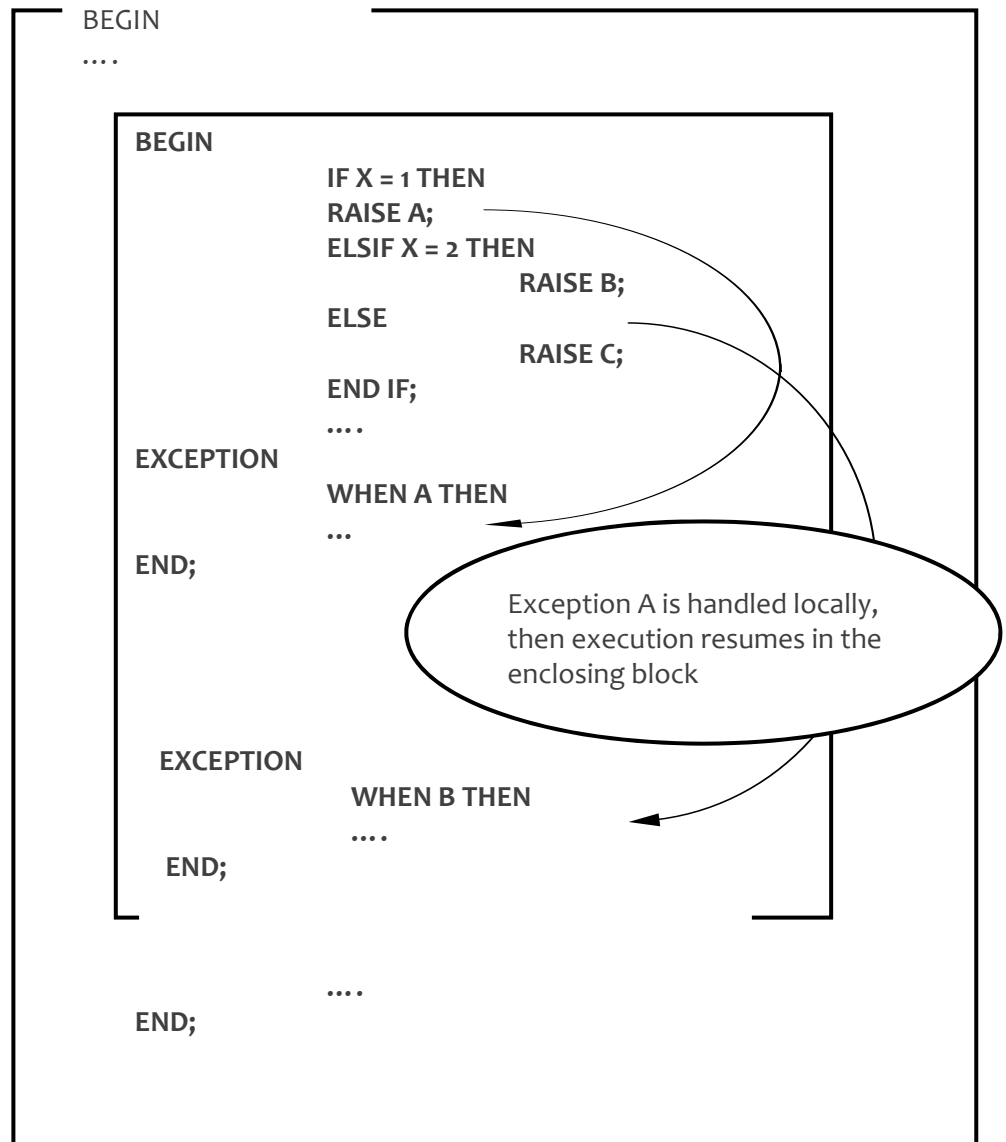 BEGIN
....
BEGIN
IF X = 1 THEN
RAISE A;
ELSIF X = 2 THEN
RAISE B;
ELSE
RAISE C;
END IF;
....
EXCEPTION
WHEN A THEN
...
END;
Exception A is handled locally,
then execution resumes in the
enclosing block
EXCEPTION
WHEN B THEN
....
END;
....
END;